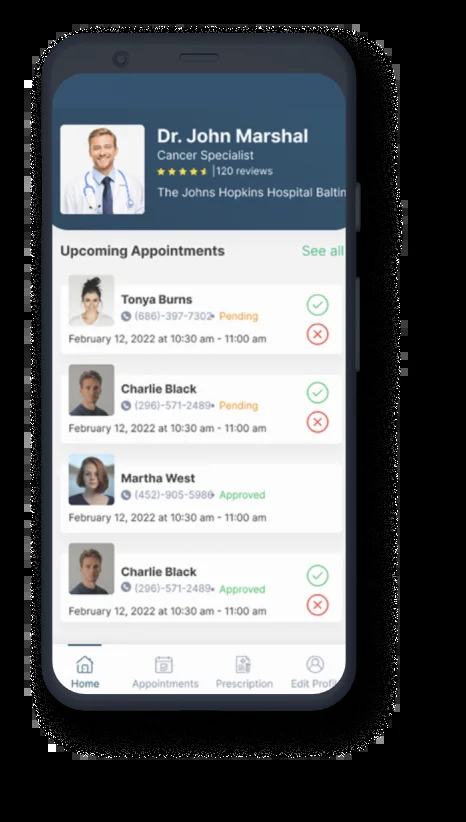 Dr. John Marshal
Cancer Specialist
|120 reviews
The Johns Hopkins Hospital Baltin
Upcoming Appointments See all
Tonya Burns
(686)-397-7302• Pending
February 12, 2022 at 10:30 am - 11:00 am
Charlie Black
(296)-571-2489• Pending
February 12, 2022 at 10:30 am - 11:00 am
Martha West
(452)-905-5986 Approved
February 12, 2022 at 10:30 am - 11:00 am
Charlie Black
(296)-571-2489• Approved
February 12, 2022 at 10:30 am - 11:00 am
Home Appointments Prescription Edit Profil